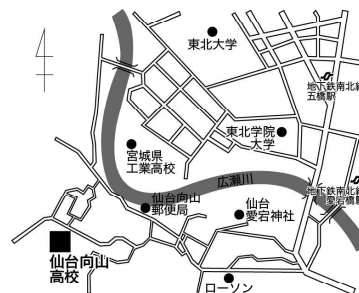 東北大学
地下鉄南北線
五橋駅
東北学院
大学
宮城県
工業高校
広瀬川
地下鉄南北線
愛宕橋駅
仙台向山
郵便局
仙台
愛宕神社
仙台向山
高校
ローソン